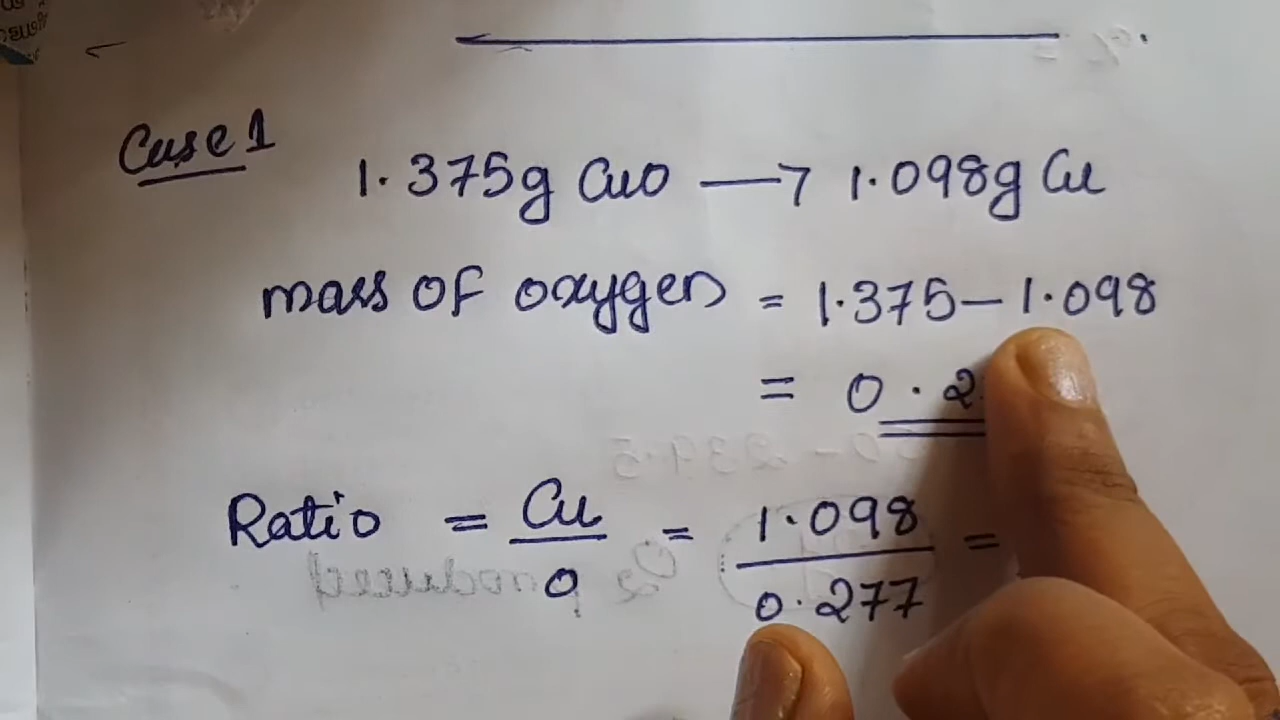 Case 1
1.375g CuO → 1.098g Cu
mass of oxygen = 1.375 - 1.098
= 0.2
Ratio = Cu/O = 1.098/0.277 =